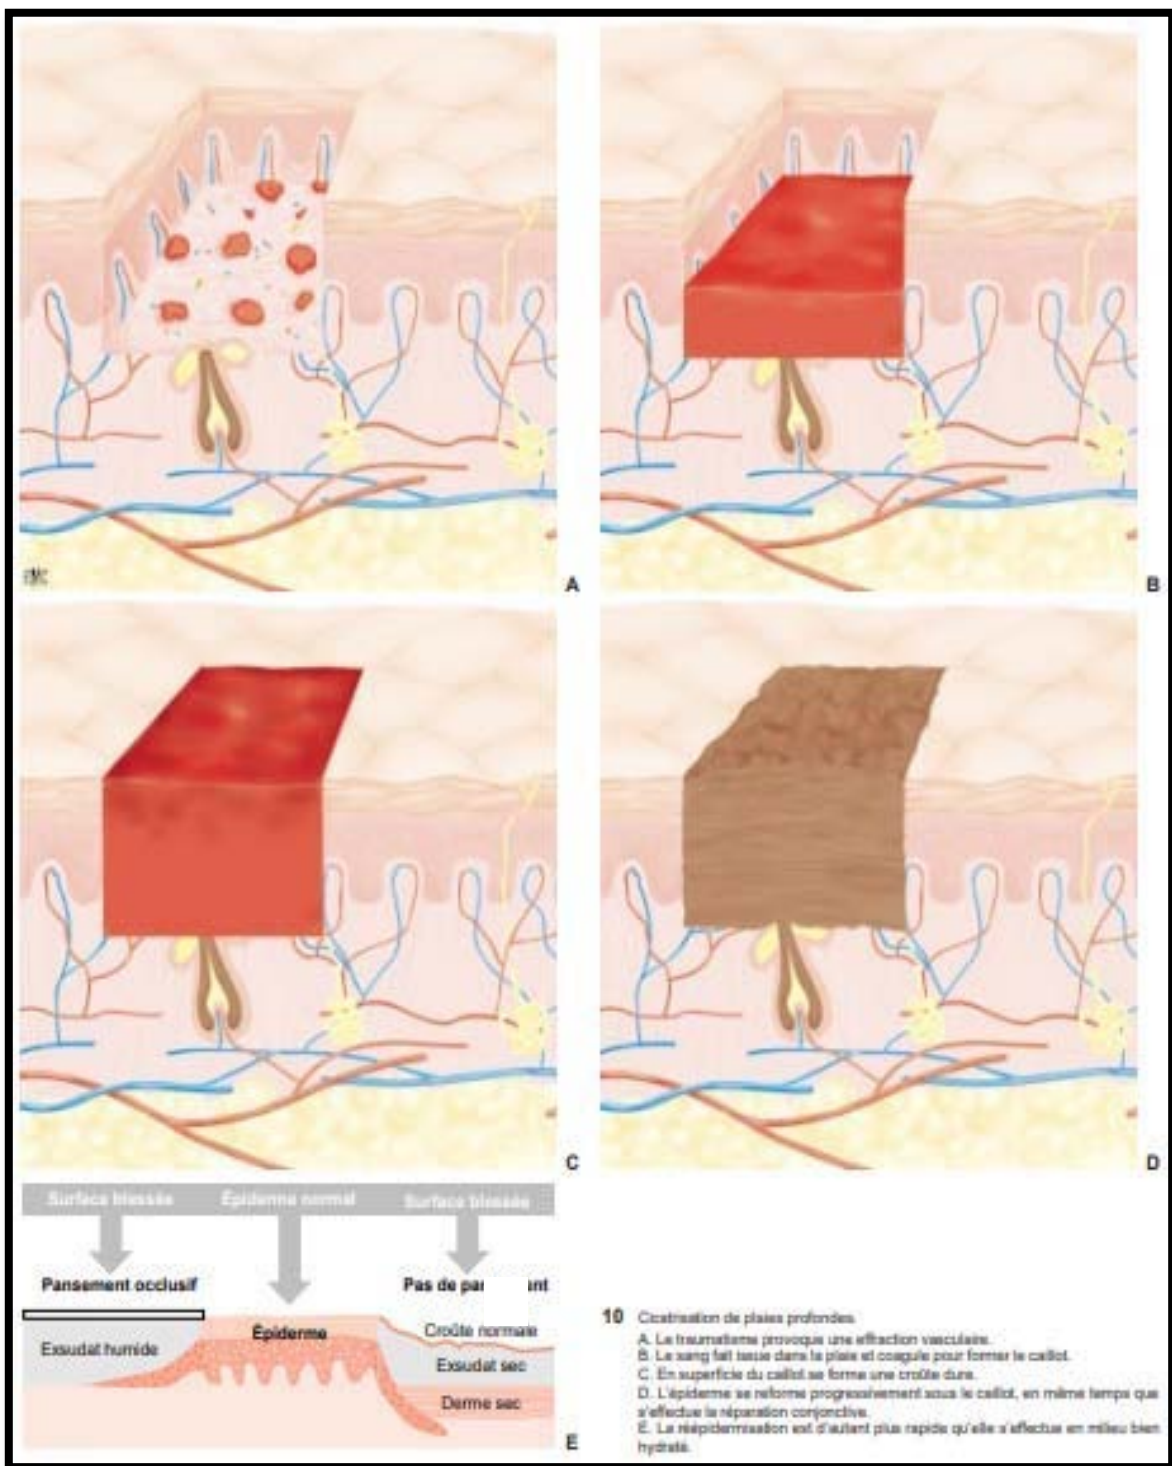 A
B
C
D
Surface blessée
Épiderme normal
Surface blessée
Pansement occlusif
Pas de
Épiderme
Croûte normale
Exsudat humide
Exsudat sec
Derme sec
E
10 Cicatrisation de plaies profondes.
A. Le traumatisme provoque une effraction vasculaire.
B. Le sang fait issue dans la plaie et coagule pour former le caillot.
C. En superficie du caillot se forme une croûte dure.
D. L'épiderme se reforme progressivement sous le caillot, en même temps que
s'effectue la réparation conjonctive.
E. La réépidermisation est d'autant plus rapide qu'elle s'effectue en milieu bien
hydraté.